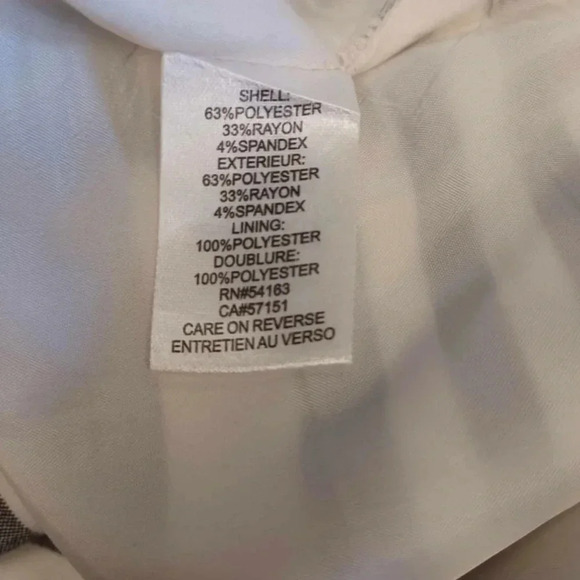 SHELL:
63%POLYESTER
33%RAYON
4%SPANDEX
EXTERIEUR:
63%POLYESTER
33%RAYON
4%SPANDEX
LINING:
100%POLYESTER
DOUBLURE:
100%POLYESTER
RN#54163
CA#57151
CARE ON REVERSE
ENTRETIEN AU VERSO